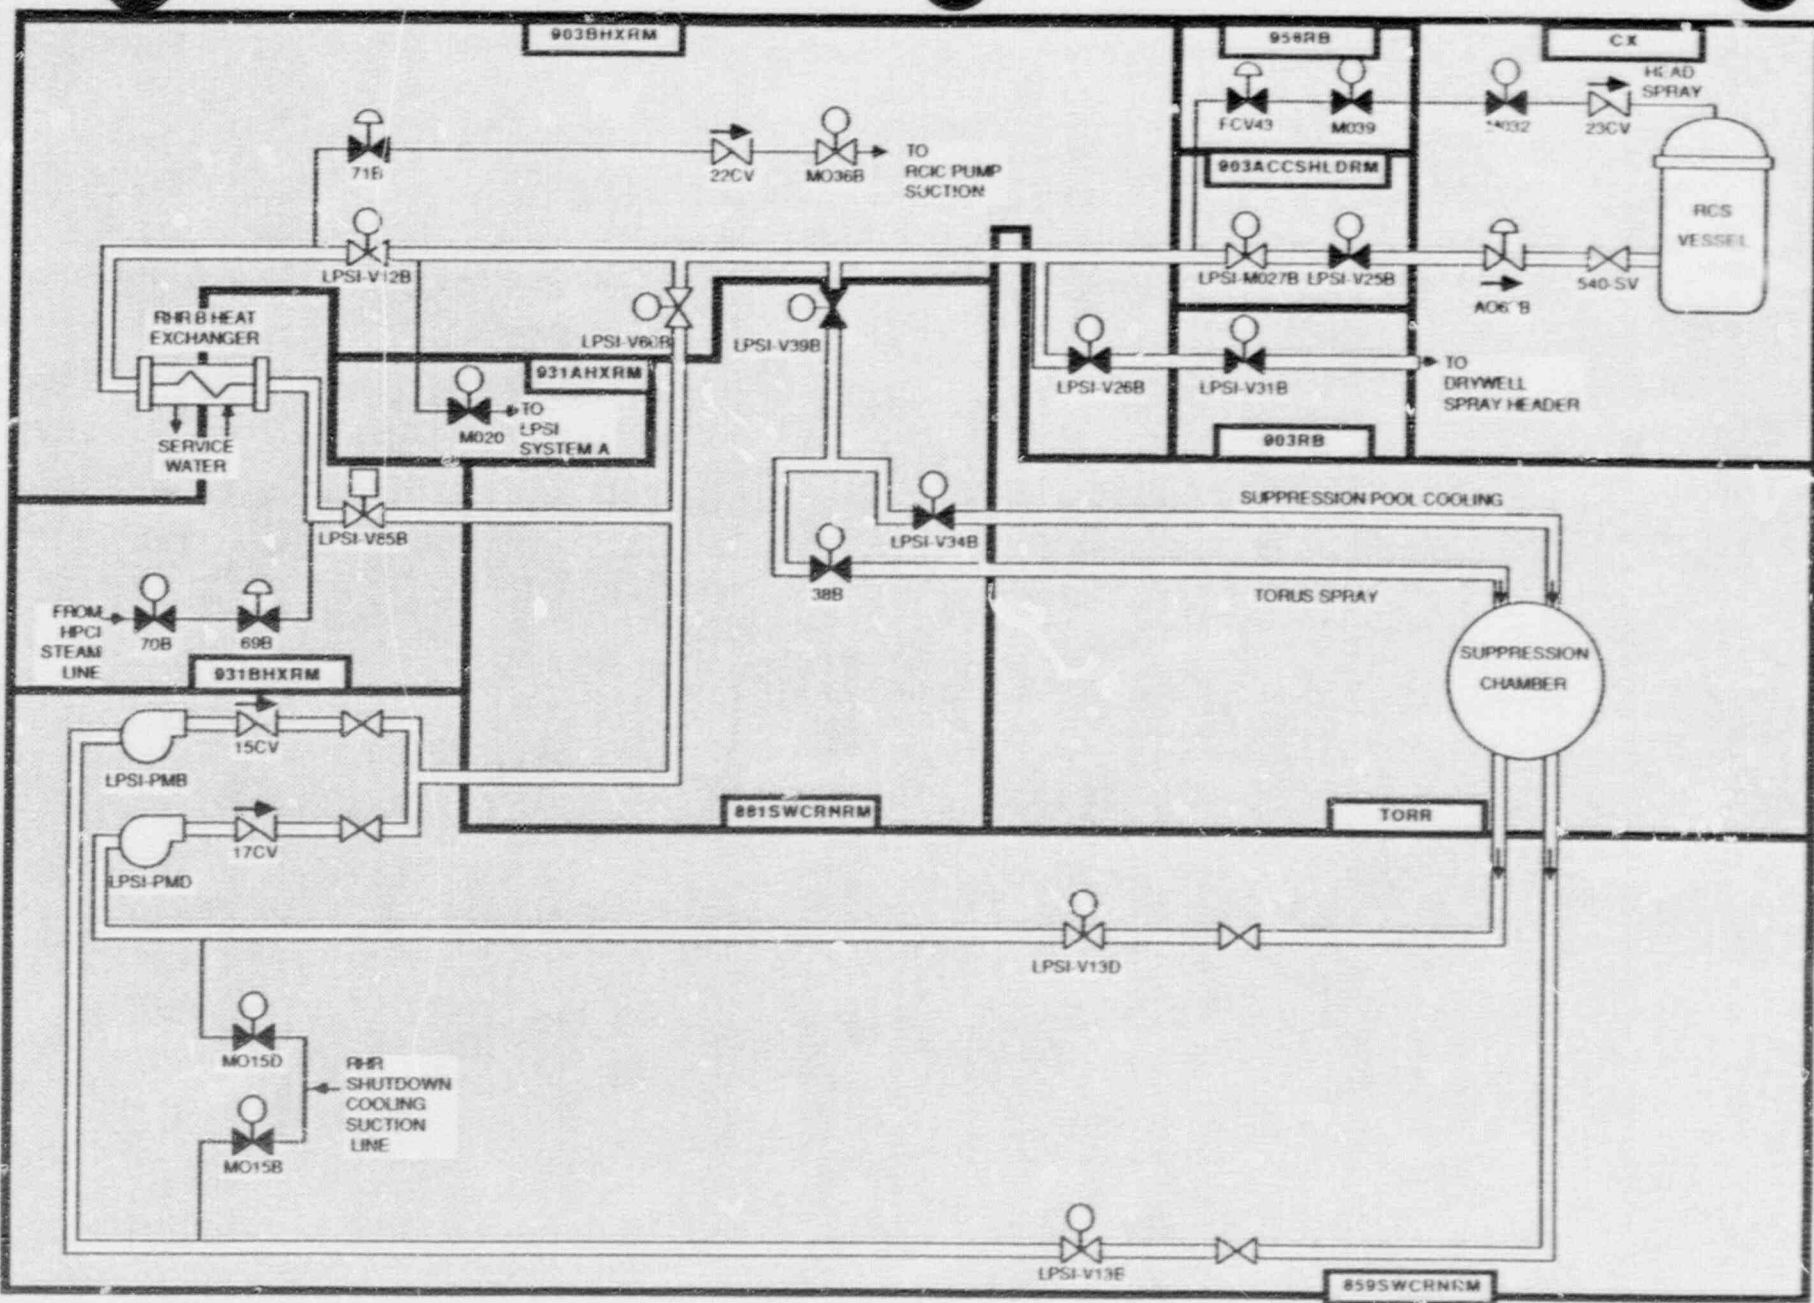 903BHXRM
958RB
CX
HEAD
SPRAY
FCV43
M039
23CV
71B
22CV
MO36B
TO
RCIC PUMP
SUCTION
903ACCSHLDRM
RCS
VESSEL
LPSI-V12B
LPSI-M027B
LPSI-V25B
540-SV
RHR B HEAT
EXCHANGER
LPSI-V60B
LPSI-V39B
931AHXRM
LPSI-V26B
LPSI-V31B
TO
DRYWELL
SPRAY HEADER
M020
TO
LPSI
SYSTEM A
903RB
SERVICE
WATER
SUPPRESSION POOL COOLING
LPSI-V85B
LPSI-V34B
38B
TORUS SPRAY
FROM
HPCI
STEAM
LINE
70B
69B
931BHXRM
SUPPRESSION
CHAMBER
15CV
LPSI-PMB
881SWCRNRM
TORR
17CV
LPSI-PMD
LPSI-V13D
MO15D
RHR
SHUTDOWN
COOLING
SUCTION
LINE
MO15B
LPSI-V13B
859SWCRNRM